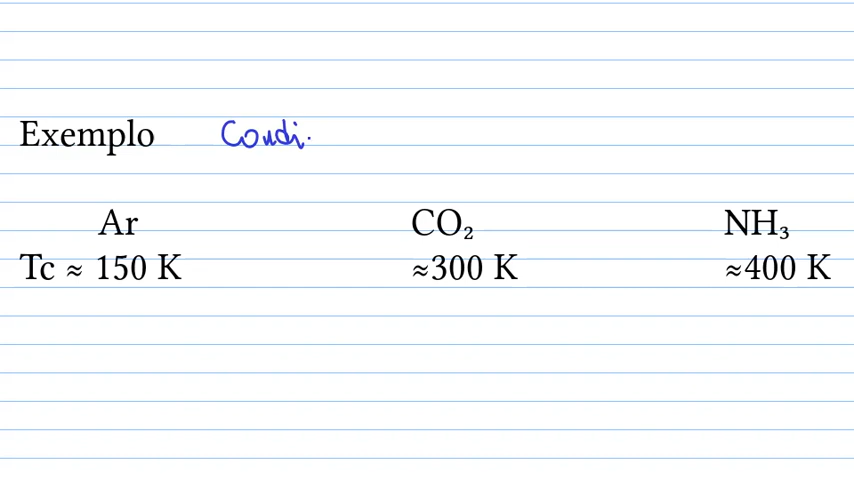 Exemplo Condi.
Ar CO₂ NH₃
Tc ≈ 150 K ≈300 K ≈400 K